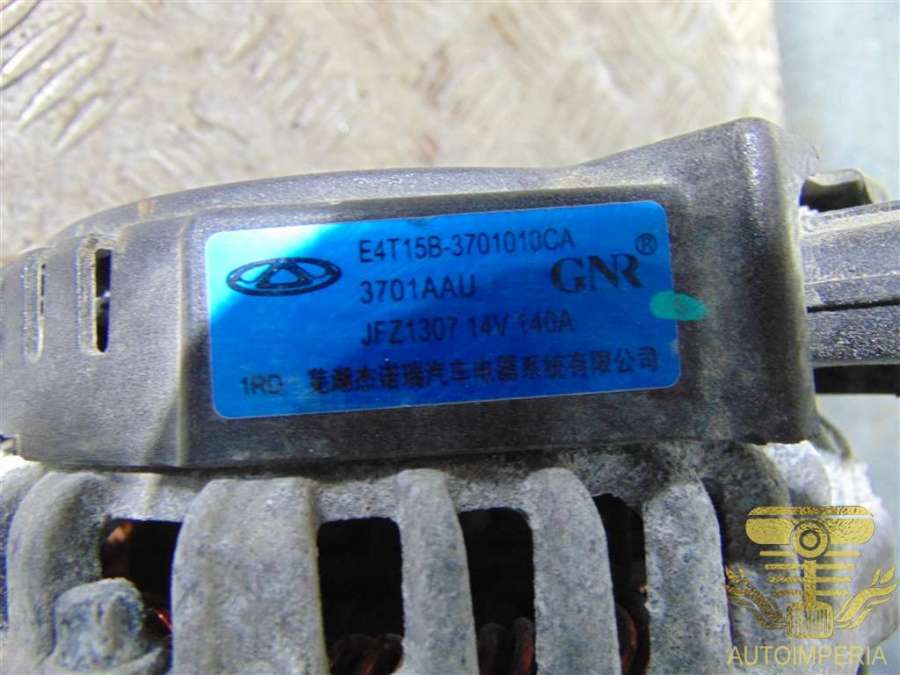 E4T15B-3701010CA
3701AAU GNR®
JFZ1307 14V 140A
1RD 芜湖杰诺瑞汽车电器系统有限公司
AUTOIMPERIA